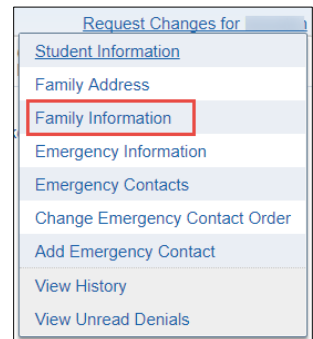 Request Changes for
Student Information
Family Address
Family Information
Emergency Information
Emergency Contacts
Change Emergency Contact Order
Add Emergency Contact
View History
View Unread Denials